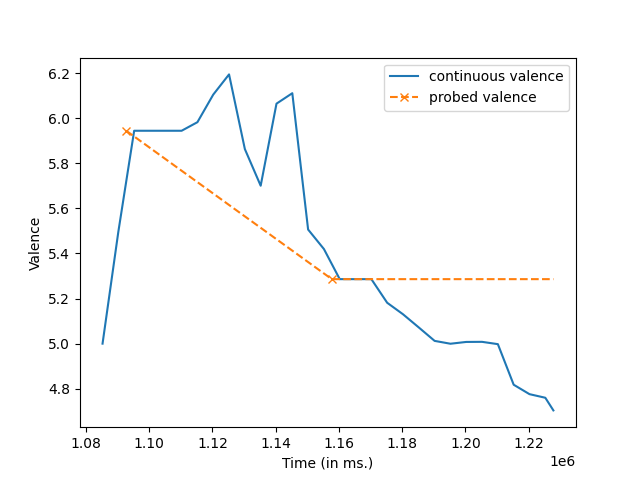 continuous valence
probed valence
6.2
6.0
5.8
5.6
5.4
5.2
5.0
4.8
Valence
1.08 1.10 1.12 1.14 1.16 1.18 1.20 1.22
Time (in ms.)
1e6